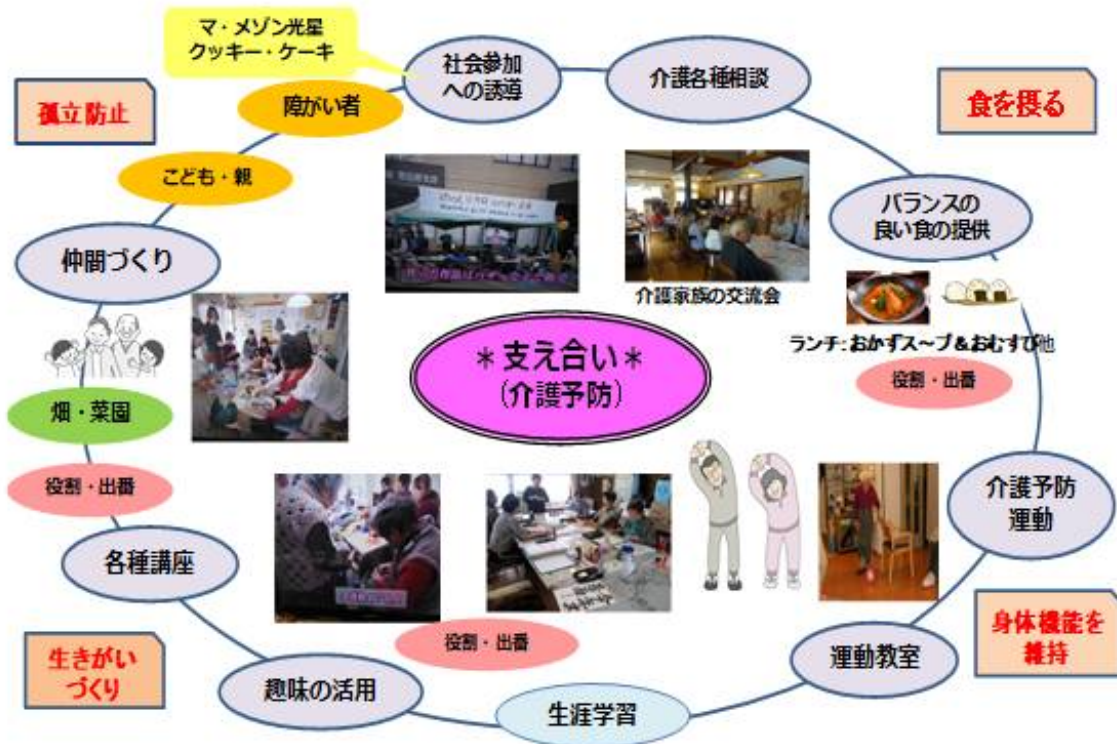 マ・メゾン光星
クッキー・ケーキ
社会参加
への誘導
介護各種相談
孤立防止
障がい者
食を摂る
こども・親
バランスの
良い食の提供
仲間づくり
介護家族の交流会
＊支え合い＊
(介護予防)
ランチ:おかずスープ&おむすび他
役割・出番
畑・菜園
役割・出番
介護予防
運動
各種講座
役割・出番
身体機能を
維持
生きがい
づくり
運動教室
趣味の活用
生涯学習